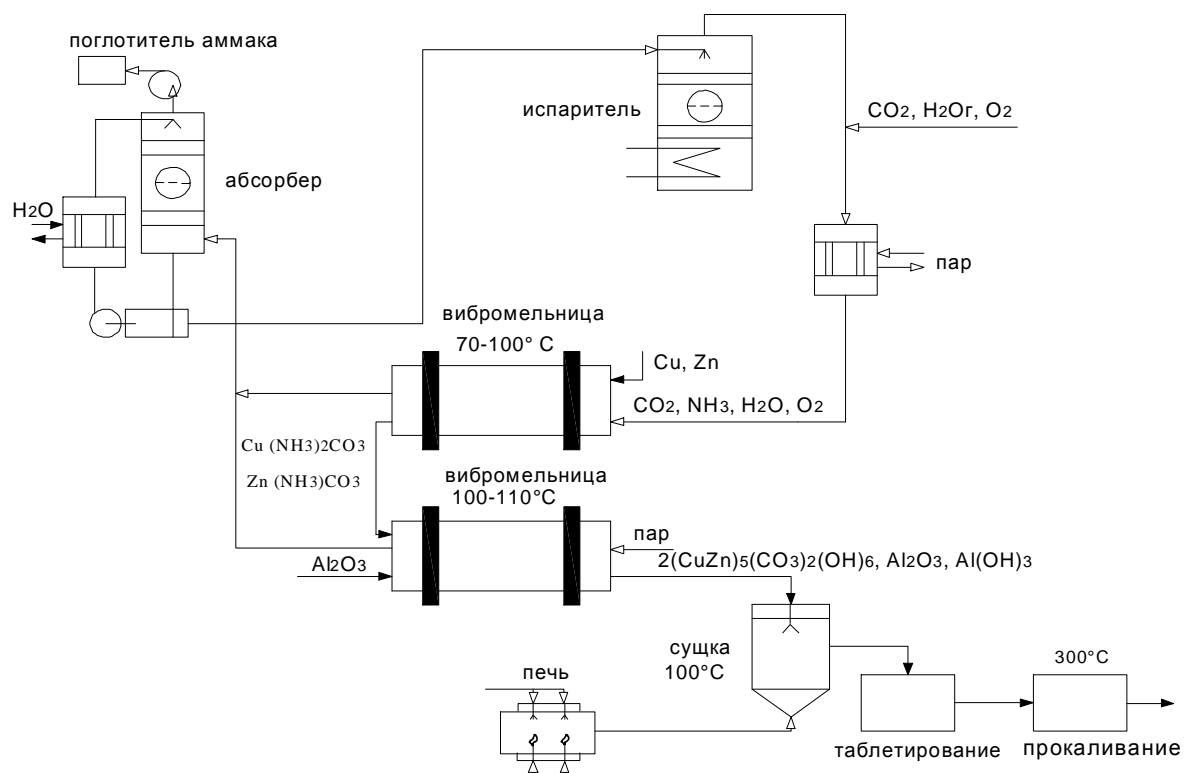 поглотитель аммака
испаритель
CO2, H2Oг, O2
абсорбер
H2O
пар
вибромельница
70-100° C
Cu, Zn
CO2, NH3, H2O, O2
Cu (NH3)2CO3
Zn (NH3)CO3
вибромельница
100-110°C
пар
2(CuZn)5(CO3)2(OH)6, Al2O3, Al(OH)3
Al2O3
сущка
100°C
300°C
печь
таблетирование
прокаливание